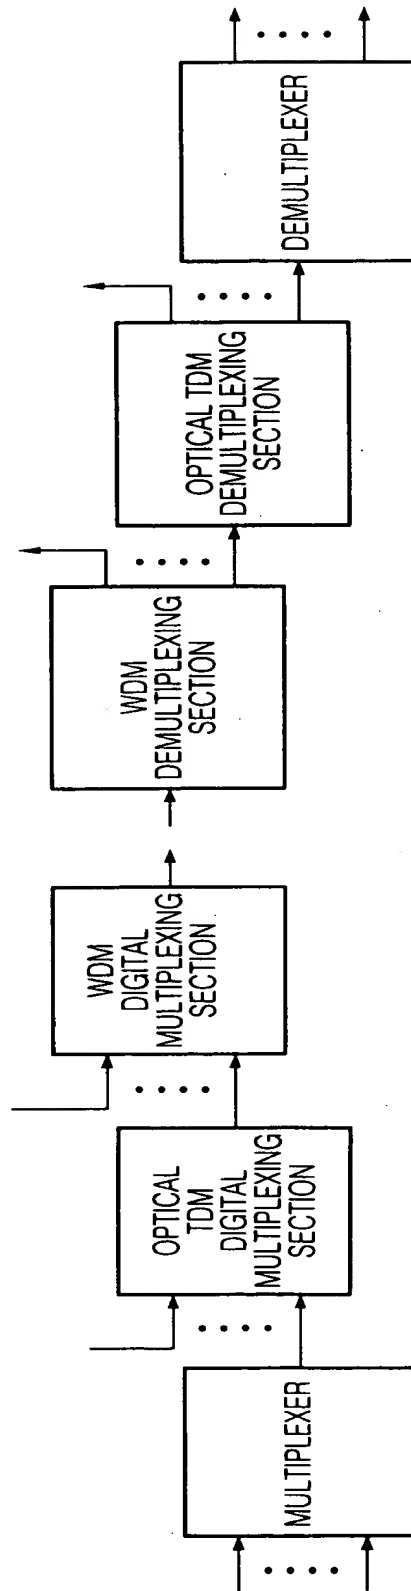 MULTIPLEXER
OPTICAL
TDM
DIGITAL
MULTIPLEXING
SECTION
WDM
DIGITAL
MULTIPLEXING
SECTION
WDM
DEMULTIPLEXING
SECTION
OPTICAL TDM
DEMULTIPLEXING
SECTION
DEMULTIPLEXER